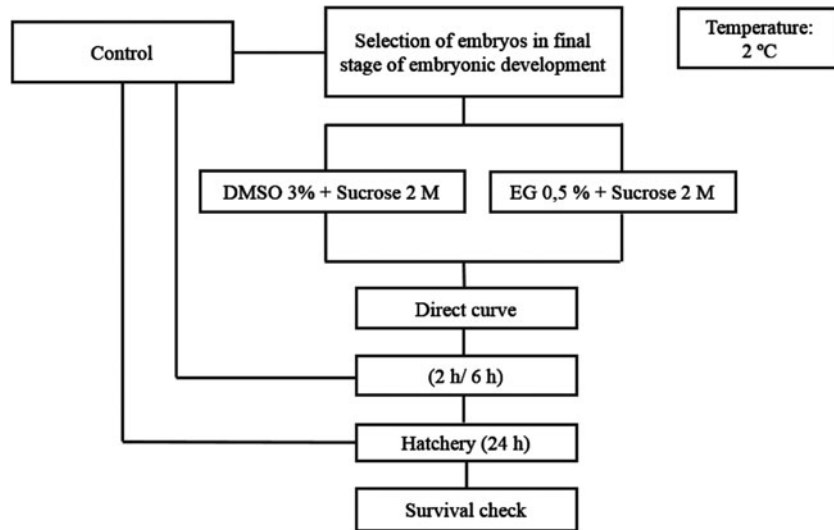 Control
Selection of embryos in final
stage of embryonic development
Temperature:
2 ºC
DMSO 3% + Sucrose 2 M
EG 0,5 % + Sucrose 2 M
Direct curve
(2 h/ 6 h)
Hatchery (24 h)
Survival check